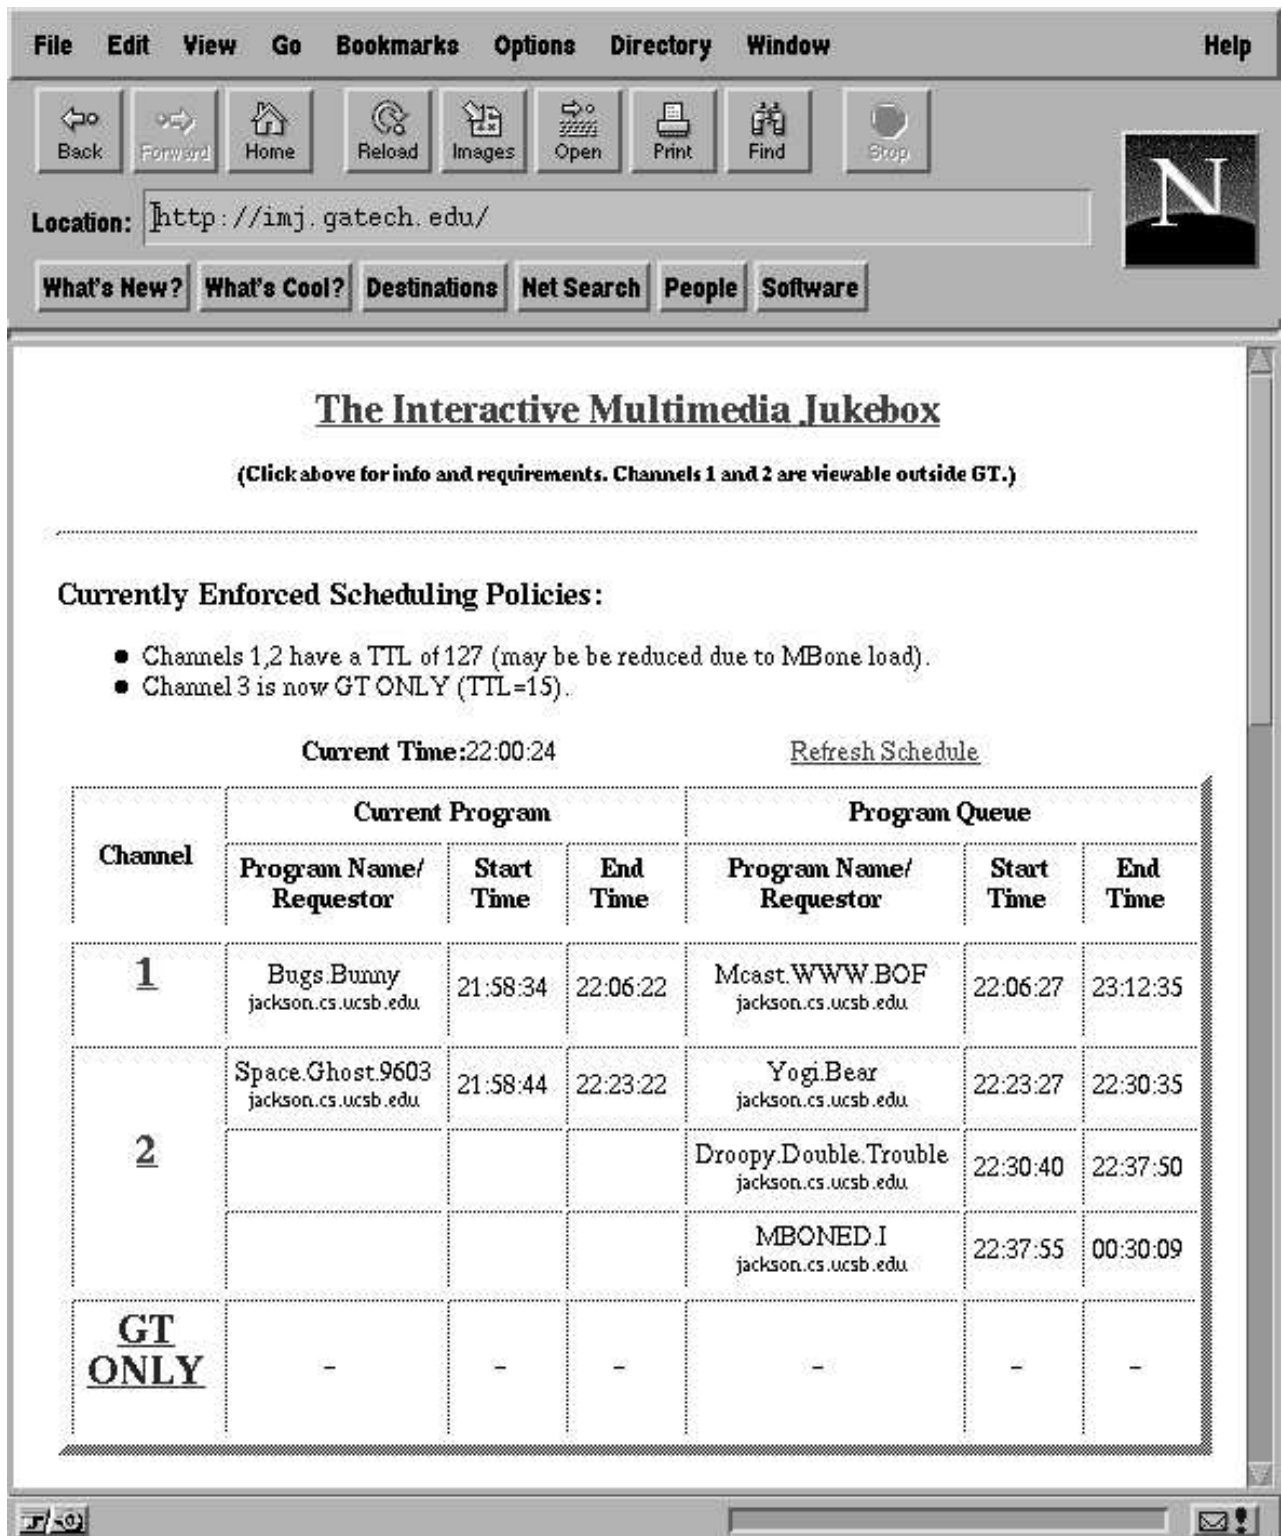 File Edit View Go Bookmarks Options Directory Window Help
Back Forward Home Reload Images Open Print Find Stop
N
Location: http://imj.gatech.edu/
What's New? What's Cool? Destinations Net Search People Software
The Interactive Multimedia Jukebox
(Click above for info and requirements. Channels 1 and 2 are viewable outside GT.)
Currently Enforced Scheduling Policies:
Channels 1,2 have a TTL of 127 (may be be reduced due to MBone load).
Channel 3 is now GT ONLY (TTL=15).
Current Time:22:00:24 Refresh Schedule
Current Program Program Queue
Channel
Program Name/ Start End Program Name/ Start End
Requestor Time Time Requestor Time Time
1 Bugs.Bunny 21:58:34 22:06:22 Mcast.WWW.BOF 22:06:27 23:12:35
jackson.cs.ucsb.edu jackson.cs.ucsb.edu
Space.Ghost.9603 21:58:44 22:23:22 Yogi.Bear 22:23:27 22:30:35
jackson.cs.ucsb.edu jackson.cs.ucsb.edu
2 Droopy.Double.Trouble 22:30:40 22:37:50
jackson.cs.ucsb.edu
MBONED.I 22:37:55 00:30:09
jackson.cs.ucsb.edu
GT
ONLY - - - - - -